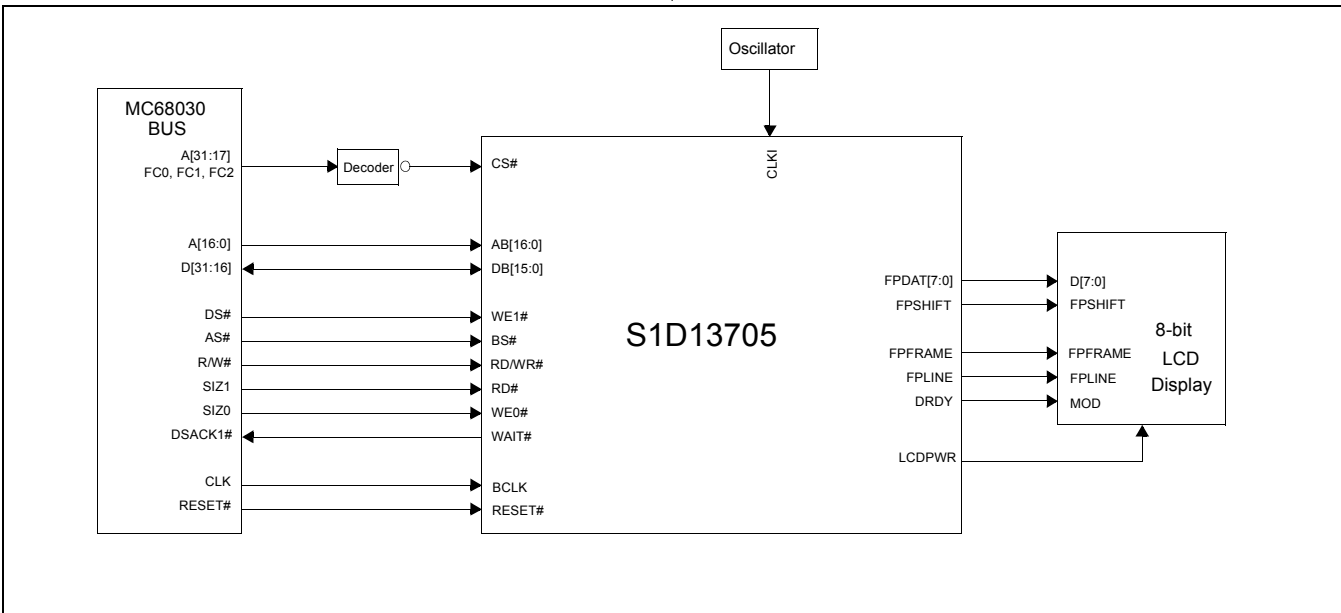 Oscillator
MC68030
BUS
A[31:17]
FC0, FC1, FC2
Decoder
CS#
CLKI
A[16:0]
AB[16:0]
D[31:16]
DB[15:0]
DS#
WE1#
AS#
BS#
R/W#
RD/WR#
SIZ1
RD#
SIZ0
WE0#
DSACK1#
WAIT#
CLK
BCLK
RESET#
RESET#
S1D13705
FPDAT[7:0]
D[7:0]
FPSHIFT
FPSHIFT
FPFRAME
FPFRAME
FPLINE
FPLINE
DRDY
MOD
LCDPWR
8-bit
LCD
Display